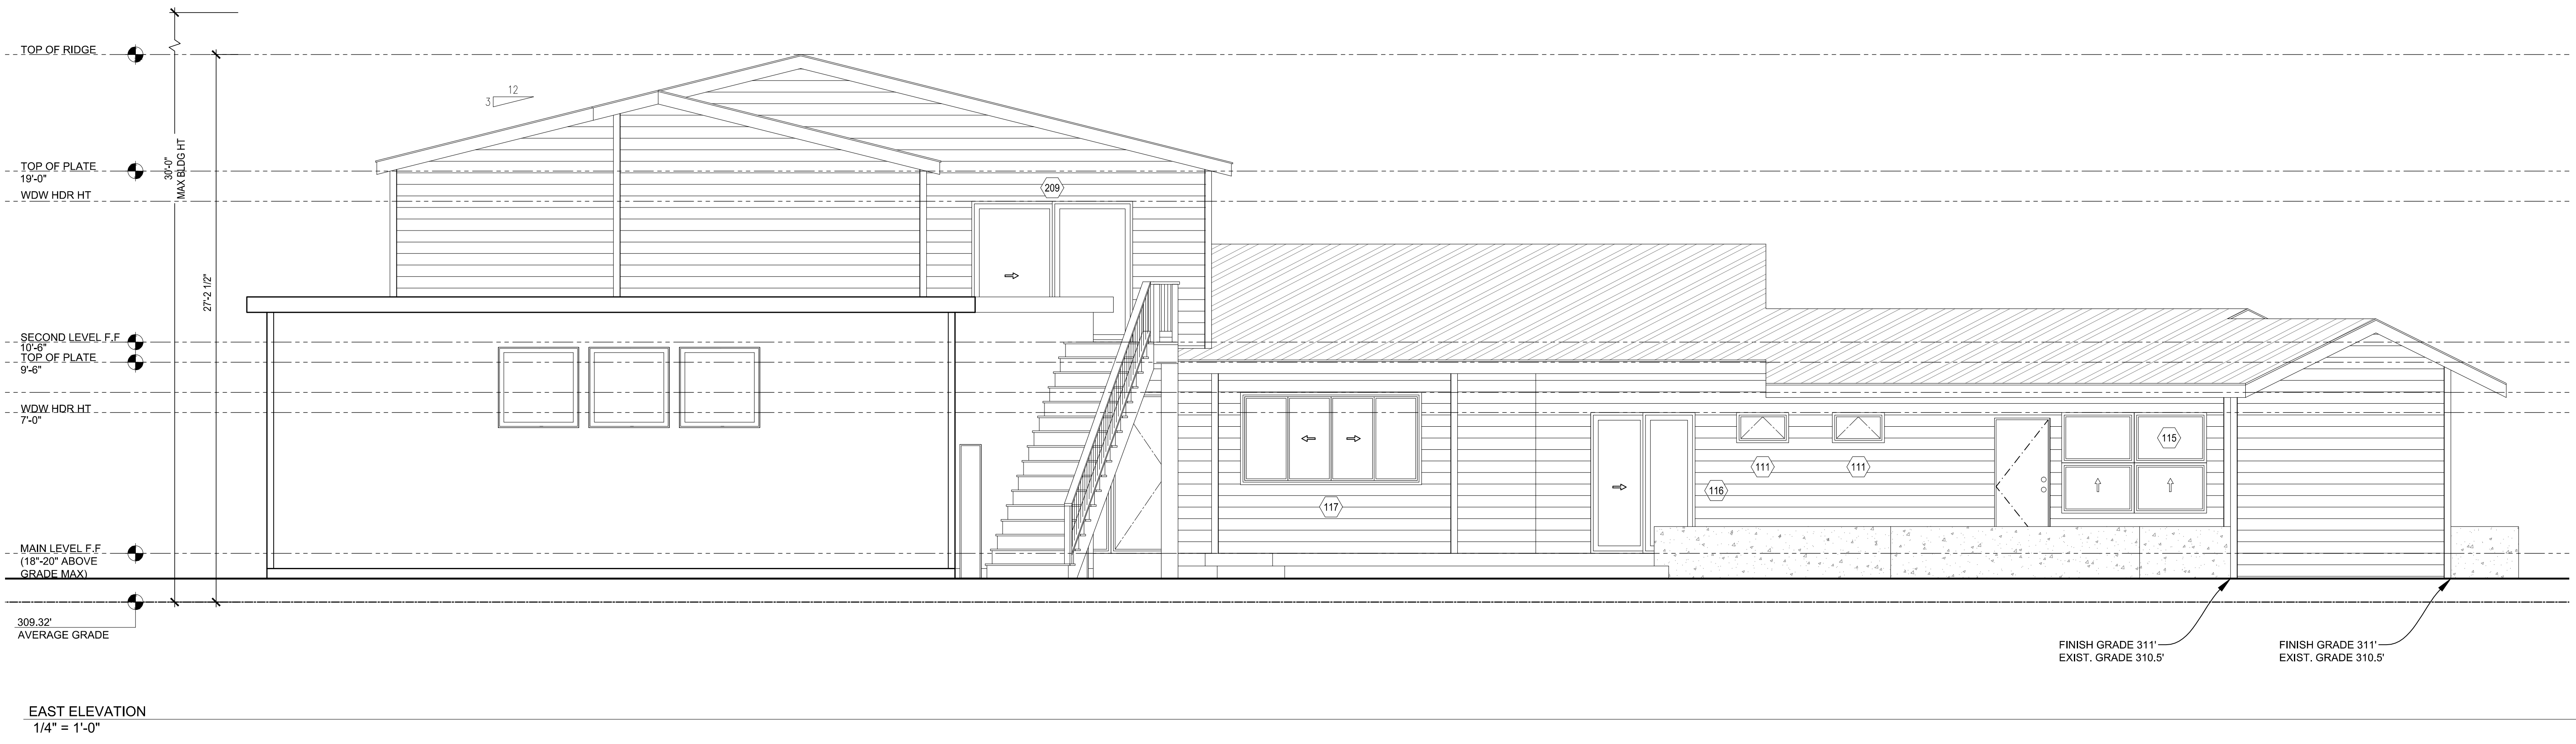 TOP OF RIDGE
12
3
30'-0"
MAX BLDG HT
TOP OF PLATE
19'-0"
WDW HDR HT
209
27'-2 1/2"
SECOND LEVEL F.F
10'-6"
TOP OF PLATE
9'-6"
WDW HDR HT
7'-0"
115
111
111
116
117
MAIN LEVEL F.F
(18"-20" ABOVE
GRADE MAX)
309.32'
AVERAGE GRADE
FINISH GRADE 311'
EXIST. GRADE 310.5'
FINISH GRADE 311'
EXIST. GRADE 310.5'
EAST ELEVATION
1/4" = 1'-0"